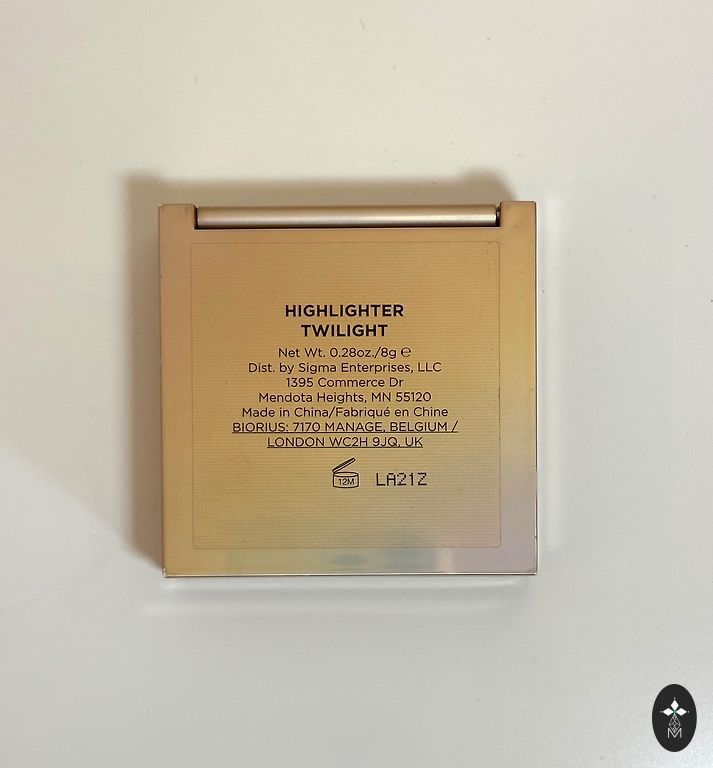 HIGHLIGHTER
TWILIGHT
Net Wt. 0.28oz./8g ℮
Dist. by Sigma Enterprises, LLC
1395 Commerce Dr
Mendota Heights, MN 55120
Made in China/Fabriqué en Chine
BIORIUS: 7170 MANAGE, BELGIUM /
LONDON WC2H 9JQ, UK
12M LA21Z
M